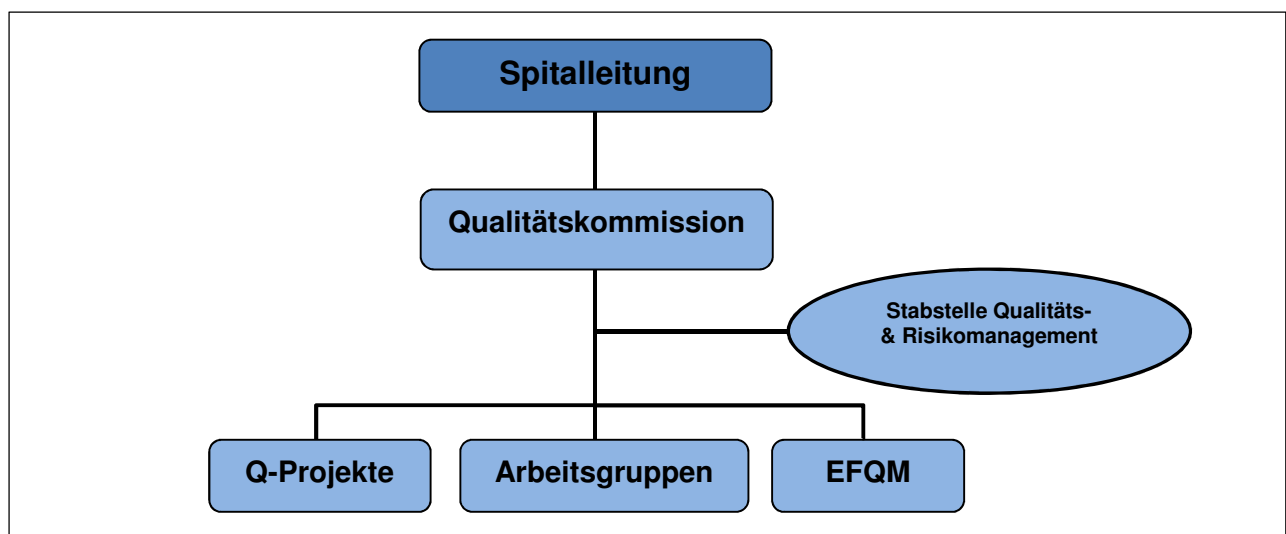 Spitalleitung
Qualitätskommission
Stabstelle Qualitäts-
& Risikomanagement
Q-Projekte
Arbeitsgruppen
EFQM